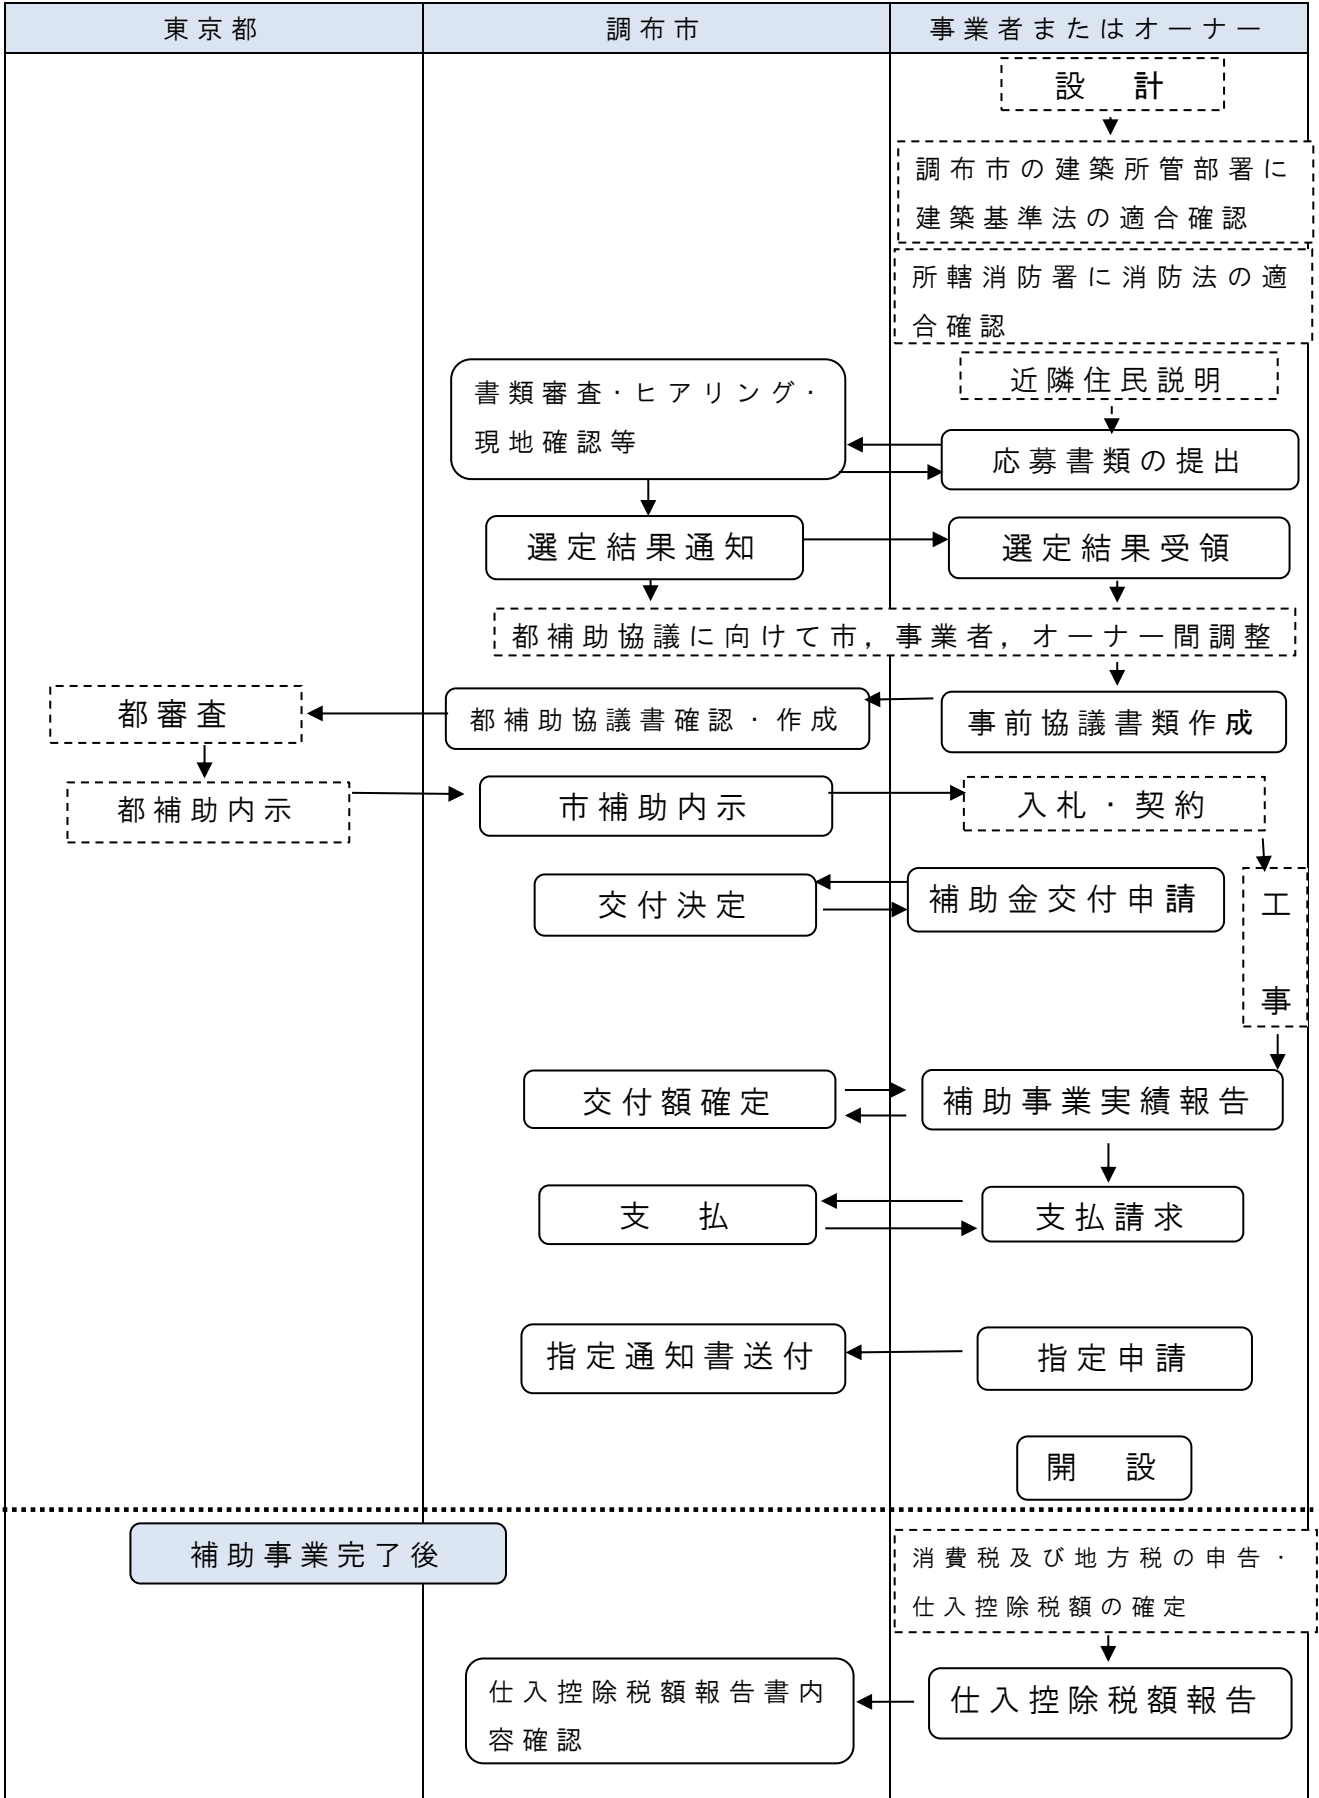 東京都
調布市
事業者またはオーナー
設　計
調布市の建築所管部署に
建築基準法の適合確認
所轄消防署に消防法の適
合確認
近隣住民説明
書類審査・ヒアリング・
現地確認等
応募書類の提出
選定結果通知
選定結果受領
都補助協議に向けて市，事業者，オーナー間調整
都審査
都補助協議書確認・作成
事前協議書類作成
都補助内示
市補助内示
入札・契約
交付決定
補助金交付申請
工
事
交付額確定
補助事業実績報告
支　払
支払請求
指定通知書送付
指定申請
開　設
補助事業完了後
消費税及び地方税の申告・
仕入控除税額の確定
仕入控除税額報告書内
容確認
仕入控除税額報告